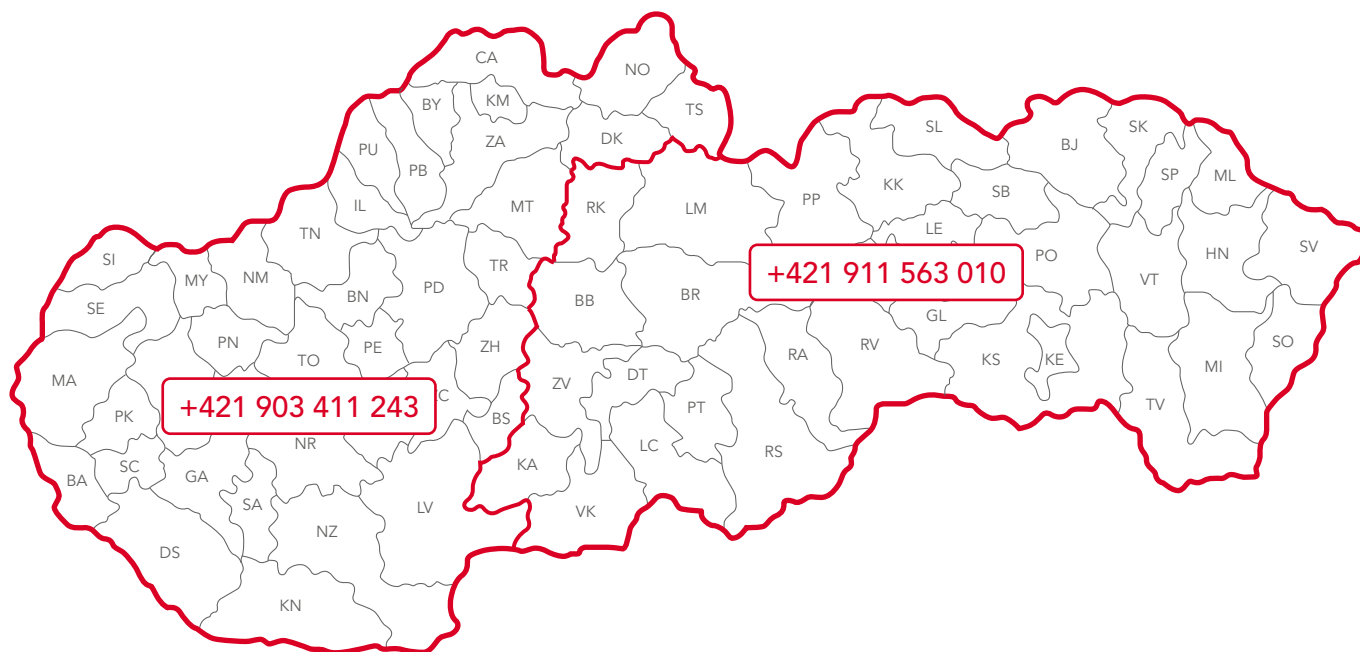 CA
NO
BY
KM
TS
PU
ZA
DK
SL
SK
BJ
PB
KK
SP
ML
SB
IL
MT
RK
LM
PP
LE
TN
SI
TR
PO
SV
MY
NM
HN
VT
+421 911 563 010
PD
BN
BB
BR
SE
GL
PN
PE
ZH
TO
RA
RV
KS
KE
SO
MI
MA
ZV
DT
+421 903 411 243
C
PK
BS
PT
TV
NR
LC
RS
KA
SC
GA
BA
SA
LV
VK
NZ
DS
KN